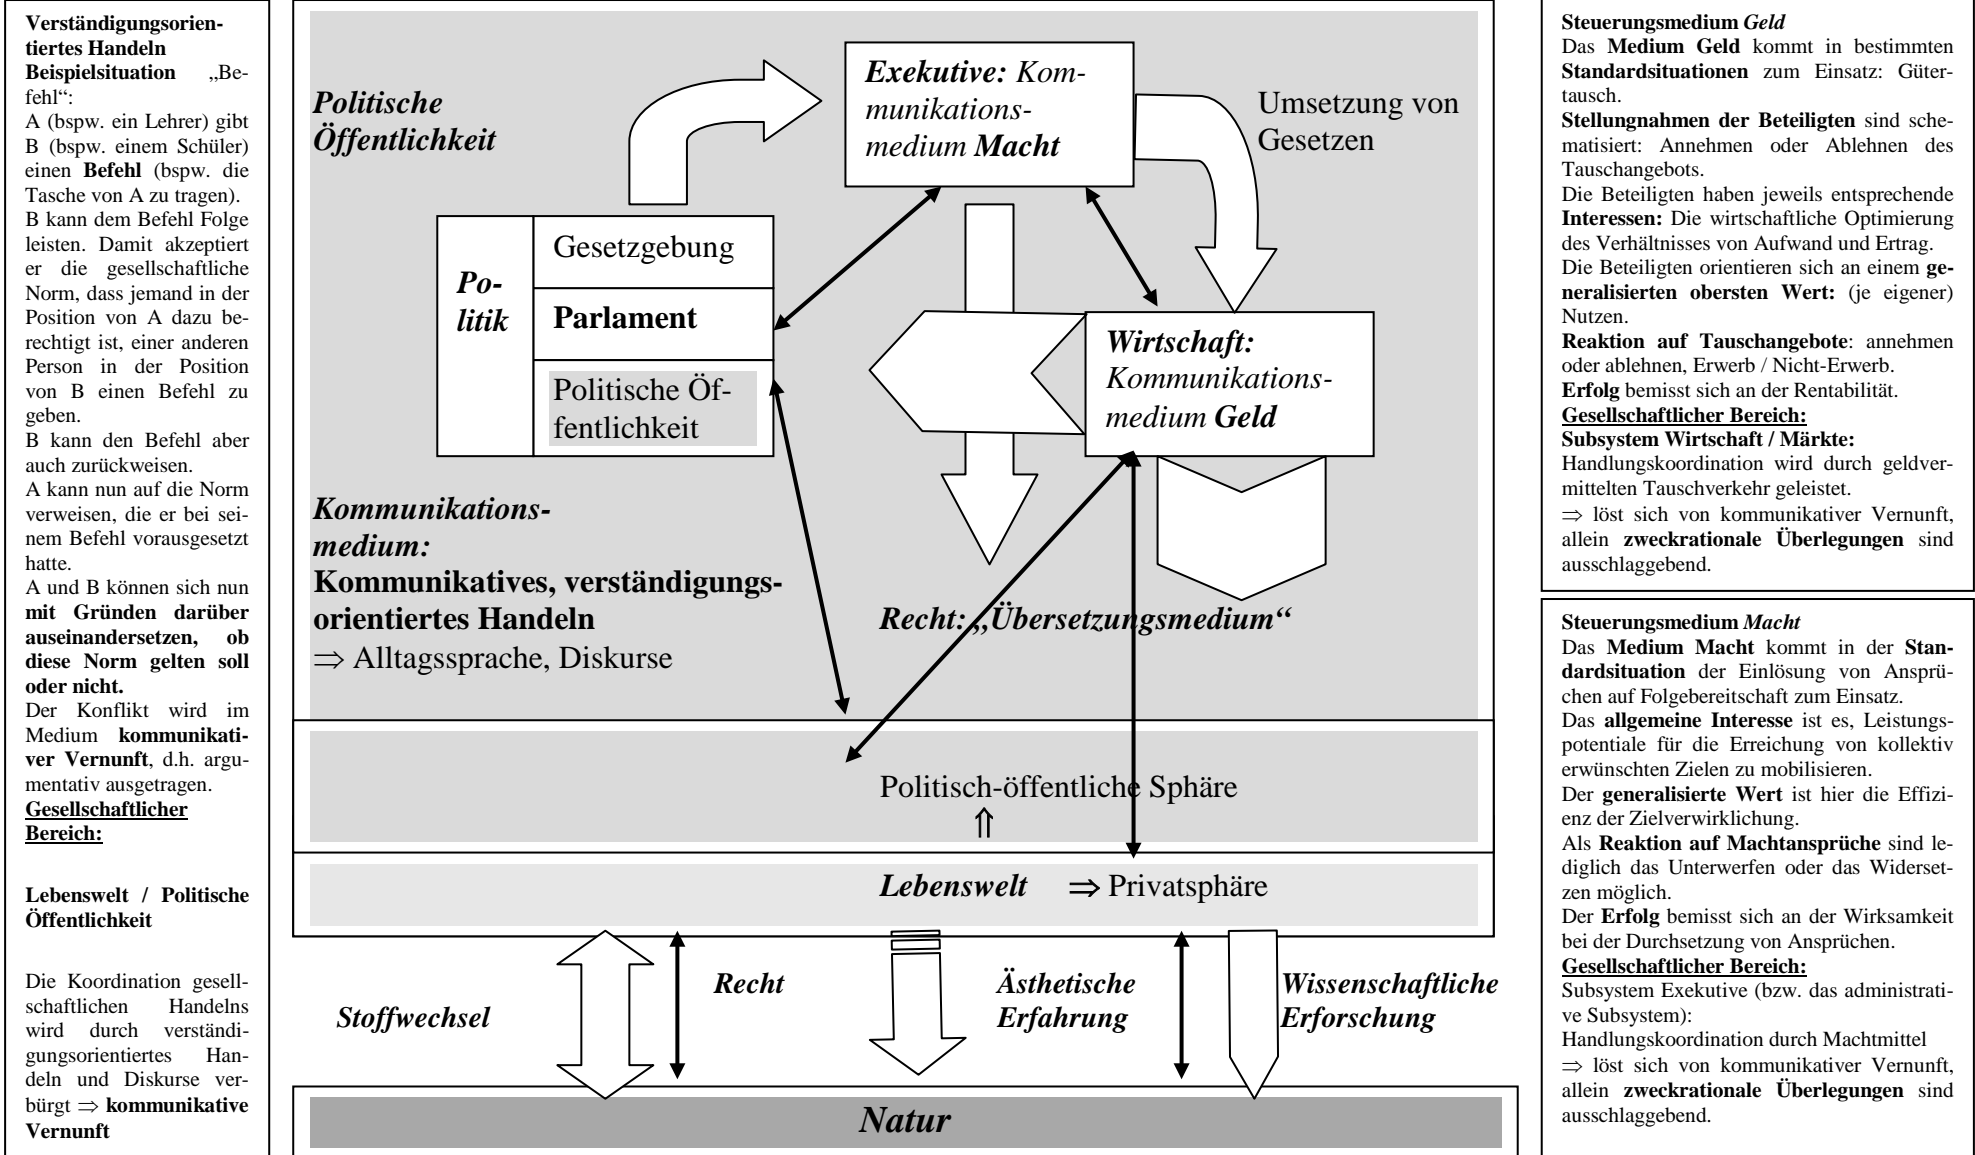 Verständigungsorien-
tiertes Handeln
Beispielsituation „Be-
fehl“:
A (bspw. ein Lehrer) gibt
B (bspw. einem Schüler)
einen Befehl (bspw. die
Tasche von A zu tragen).
B kann dem Befehl Folge
leisten. Damit akzeptiert
er die gesellschaftliche
Norm, dass jemand in der
Position von A dazu be-
rechtigt ist, einer anderen
Person in der Position
von B einen Befehl zu
geben.
B kann den Befehl aber
auch zurückweisen.
A kann nun auf die Norm
verweisen, die er bei sei-
nem Befehl vorausgesetzt
hatte.
A und B können sich nun
mit Gründen darüber
auseinandersetzen, ob
diese Norm gelten soll
oder nicht.
Der Konflikt wird im
Medium kommunikati-
ver Vernunft, d.h. argu-
mentativ ausgetragen.
Gesellschaftlicher
Bereich:
Lebenswelt / Politische
Öffentlichkeit
Die Koordination gesell-
schaftlichen Handelns
wird durch verständi-
gungsorientiertes Han-
deln und Diskurse ver-
bürgt ⇒ kommunikative
Vernunft
Politische
Öffentlichkeit
Exekutive: Kom-
munikations-
medium Macht
Umsetzung von
Gesetzen
Po-
litik
Gesetzgebung
Parlament
Politische Öf-
fentlichkeit
Wirtschaft:
Kommunikations-
medium Geld
Kommunikations-
medium:
Kommunikatives, verständigungs-
orientiertes Handeln
⇒ Alltagssprache, Diskurse
Recht: „Übersetzungsmedium“
Politisch-öffentliche Sphäre
⇑
Lebenswelt ⇒ Privatsphäre
Stoffwechsel
Recht
Ästhetische
Erfahrung
Wissenschaftliche
Erforschung
Natur
Steuerungsmedium Geld
Das Medium Geld kommt in bestimmten
Standardsituationen zum Einsatz: Güter-
tausch.
Stellungnahmen der Beteiligten sind sche-
matisiert: Annehmen oder Ablehnen des
Tauschangebots.
Die Beteiligten haben jeweils entsprechende
Interessen: Die wirtschaftliche Optimierung
des Verhältnisses von Aufwand und Ertrag.
Die Beteiligten orientieren sich an einem ge-
neralisierten obersten Wert: (je eigener)
Nutzen.
Reaktion auf Tauschangebote: annehmen
oder ablehnen, Erwerb / Nicht-Erwerb.
Erfolg bemisst sich an der Rentabilität.
Gesellschaftlicher Bereich:
Subsystem Wirtschaft / Märkte:
Handlungskoordination wird durch geldver-
mittelten Tauschverkehr geleistet.
⇒ löst sich von kommunikativer Vernunft,
allein zweckrationale Überlegungen sind
ausschlaggebend.
Steuerungsmedium Macht
Das Medium Macht kommt in der Stan-
dardsituation der Einlösung von Ansprü-
chen auf Folgebereitschaft zum Einsatz.
Das allgemeine Interesse ist es, Leistungs-
potentiale für die Erreichung von kollektiv
erwünschten Zielen zu mobilisieren.
Der generalisierte Wert ist hier die Effizi-
enz der Zielverwirklichung.
Als Reaktion auf Machtansprüche sind le-
diglich das Unterwerfen oder das Widerset-
zen möglich.
Der Erfolg bemisst sich an der Wirksamkeit
bei der Durchsetzung von Ansprüchen.
Gesellschaftlicher Bereich:
Subsystem Exekutive (bzw. das administrati-
ve Subsystem):
Handlungskoordination durch Machtmittel
⇒ löst sich von kommunikativer Vernunft,
allein zweckrationale Überlegungen sind
ausschlaggebend.